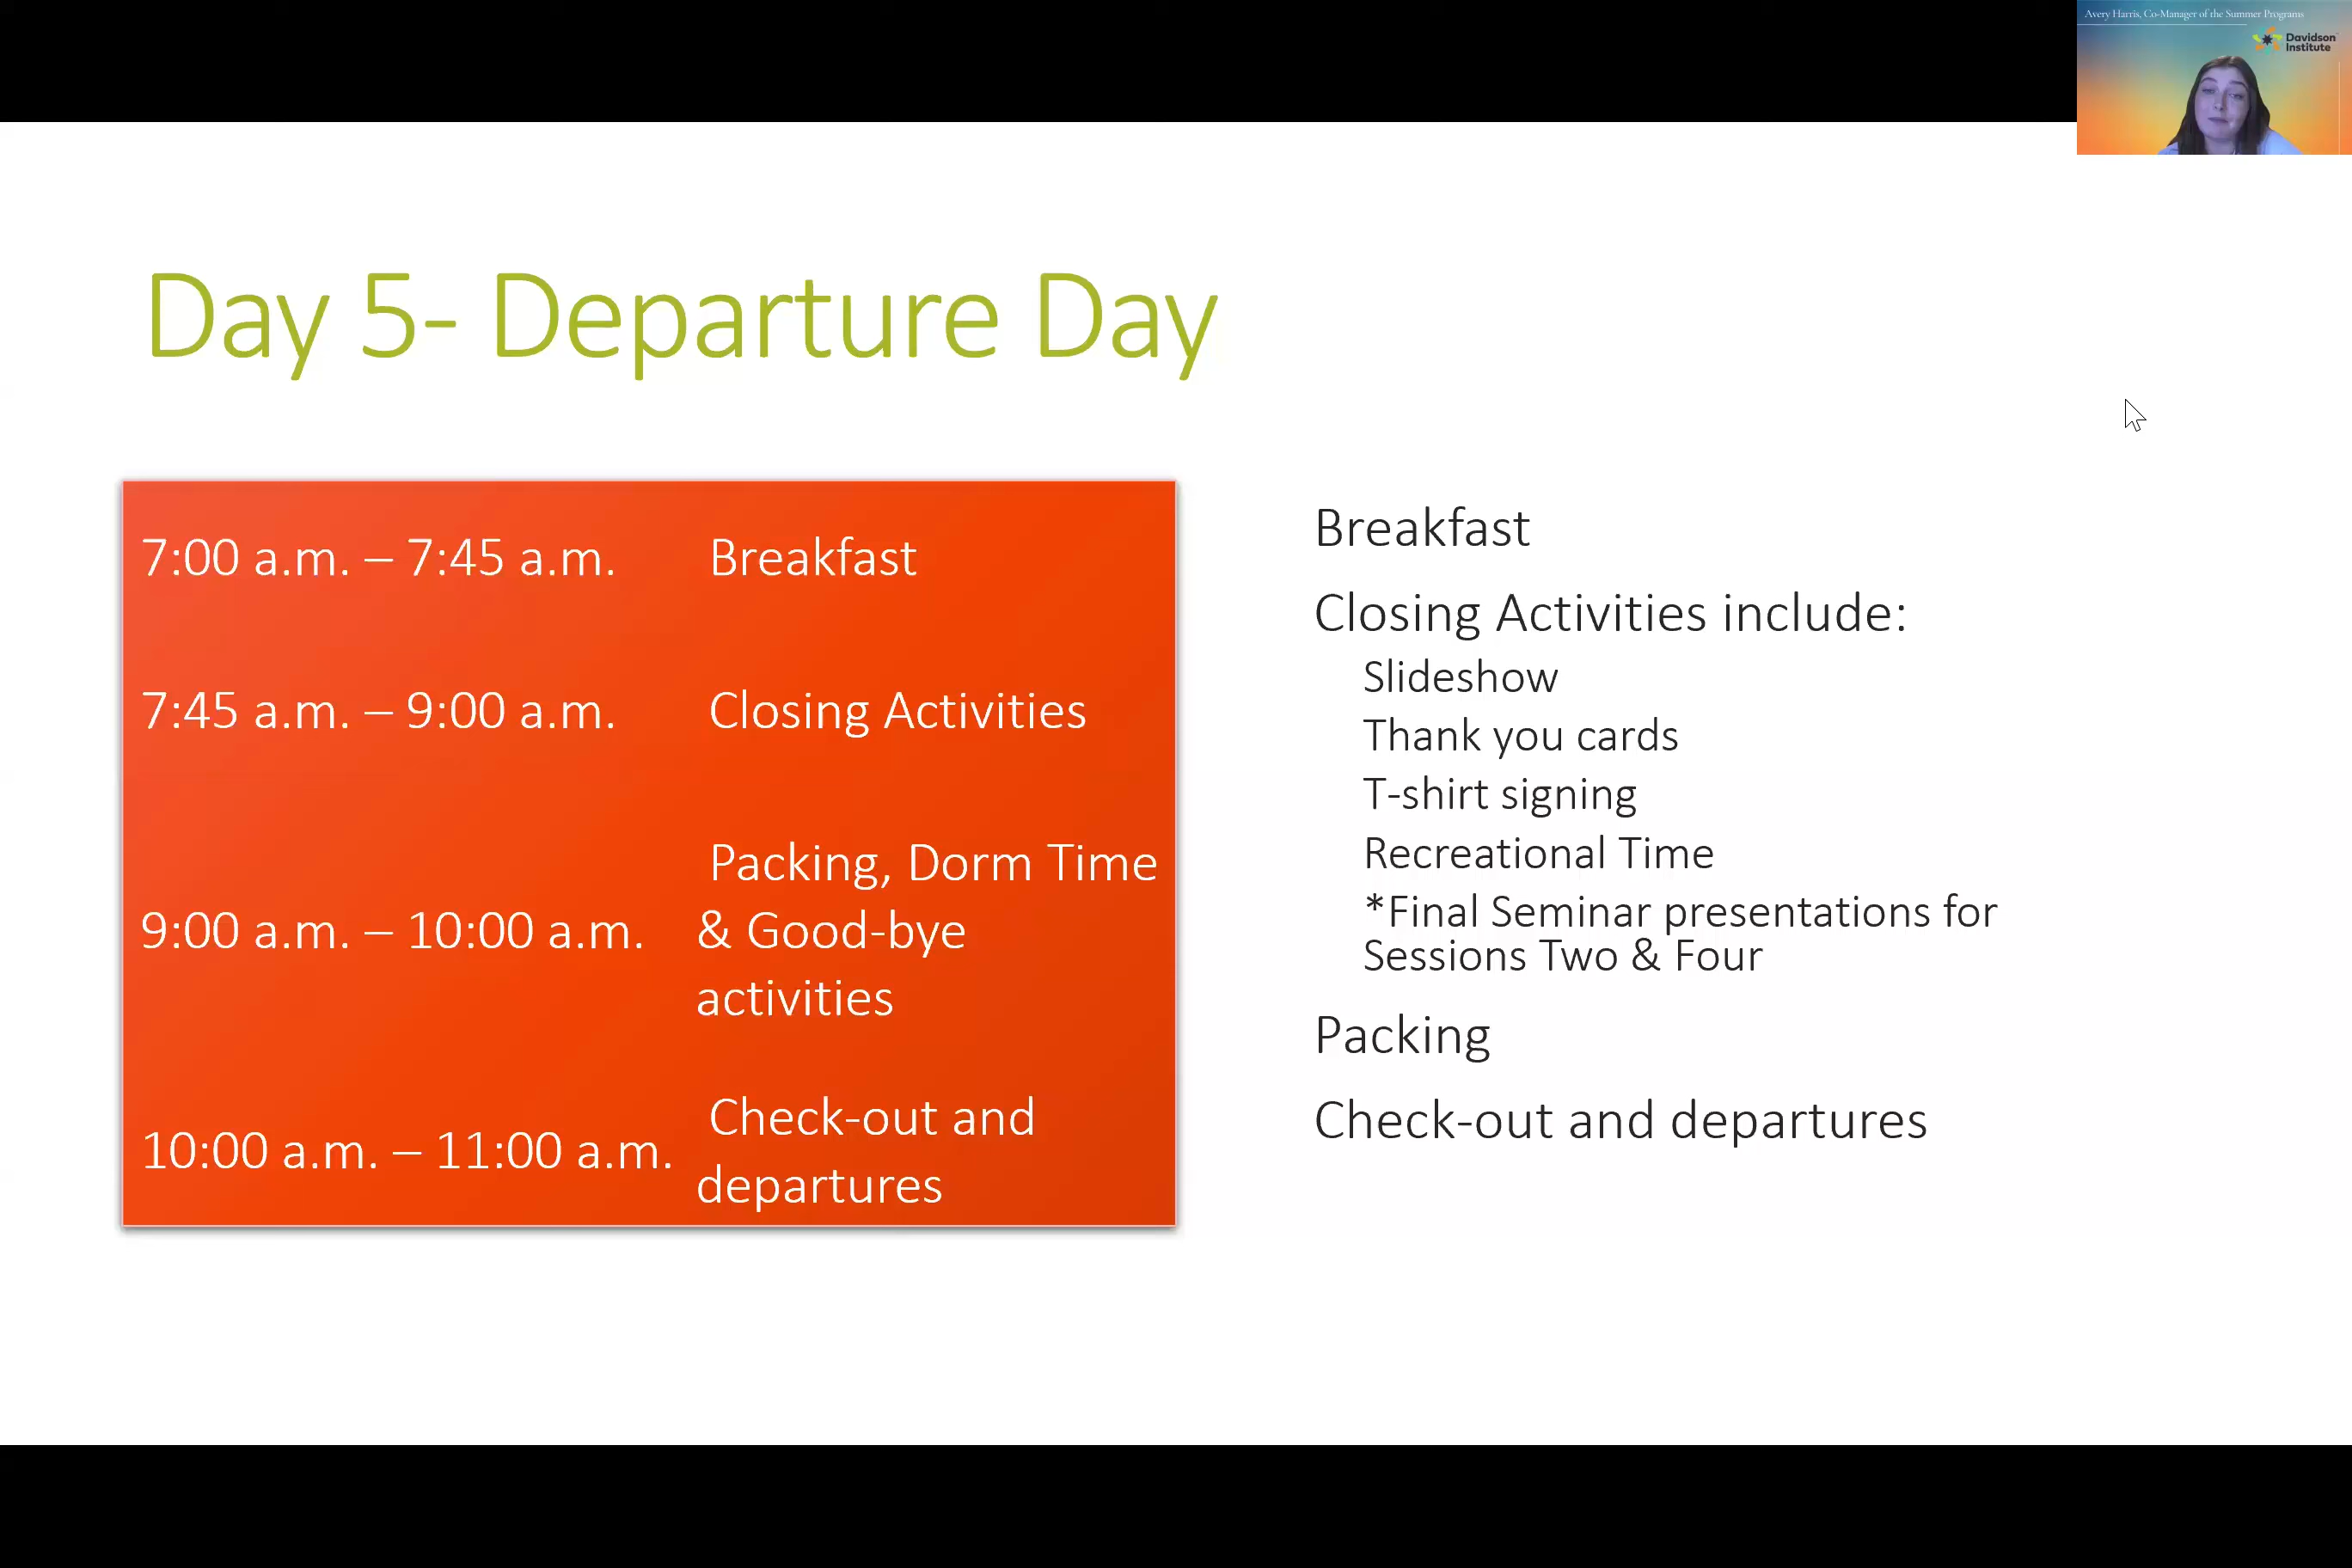 Avery Harris, Co-Manager of the Summer Programs
Davidson
Institute
Day 5- Departure Day
7:00 a.m. – 7:45 a.m. Breakfast
7:45 a.m. – 9:00 a.m. Closing Activities
Packing, Dorm Time
9:00 a.m. – 10:00 a.m. & Good-bye
activities
Check-out and
10:00 a.m. – 11:00 a.m.
departures
Breakfast
Closing Activities include:
Slideshow
Thank you cards
T-shirt signing
Recreational Time
*Final Seminar presentations for
Sessions Two & Four
Packing
Check-out and departures